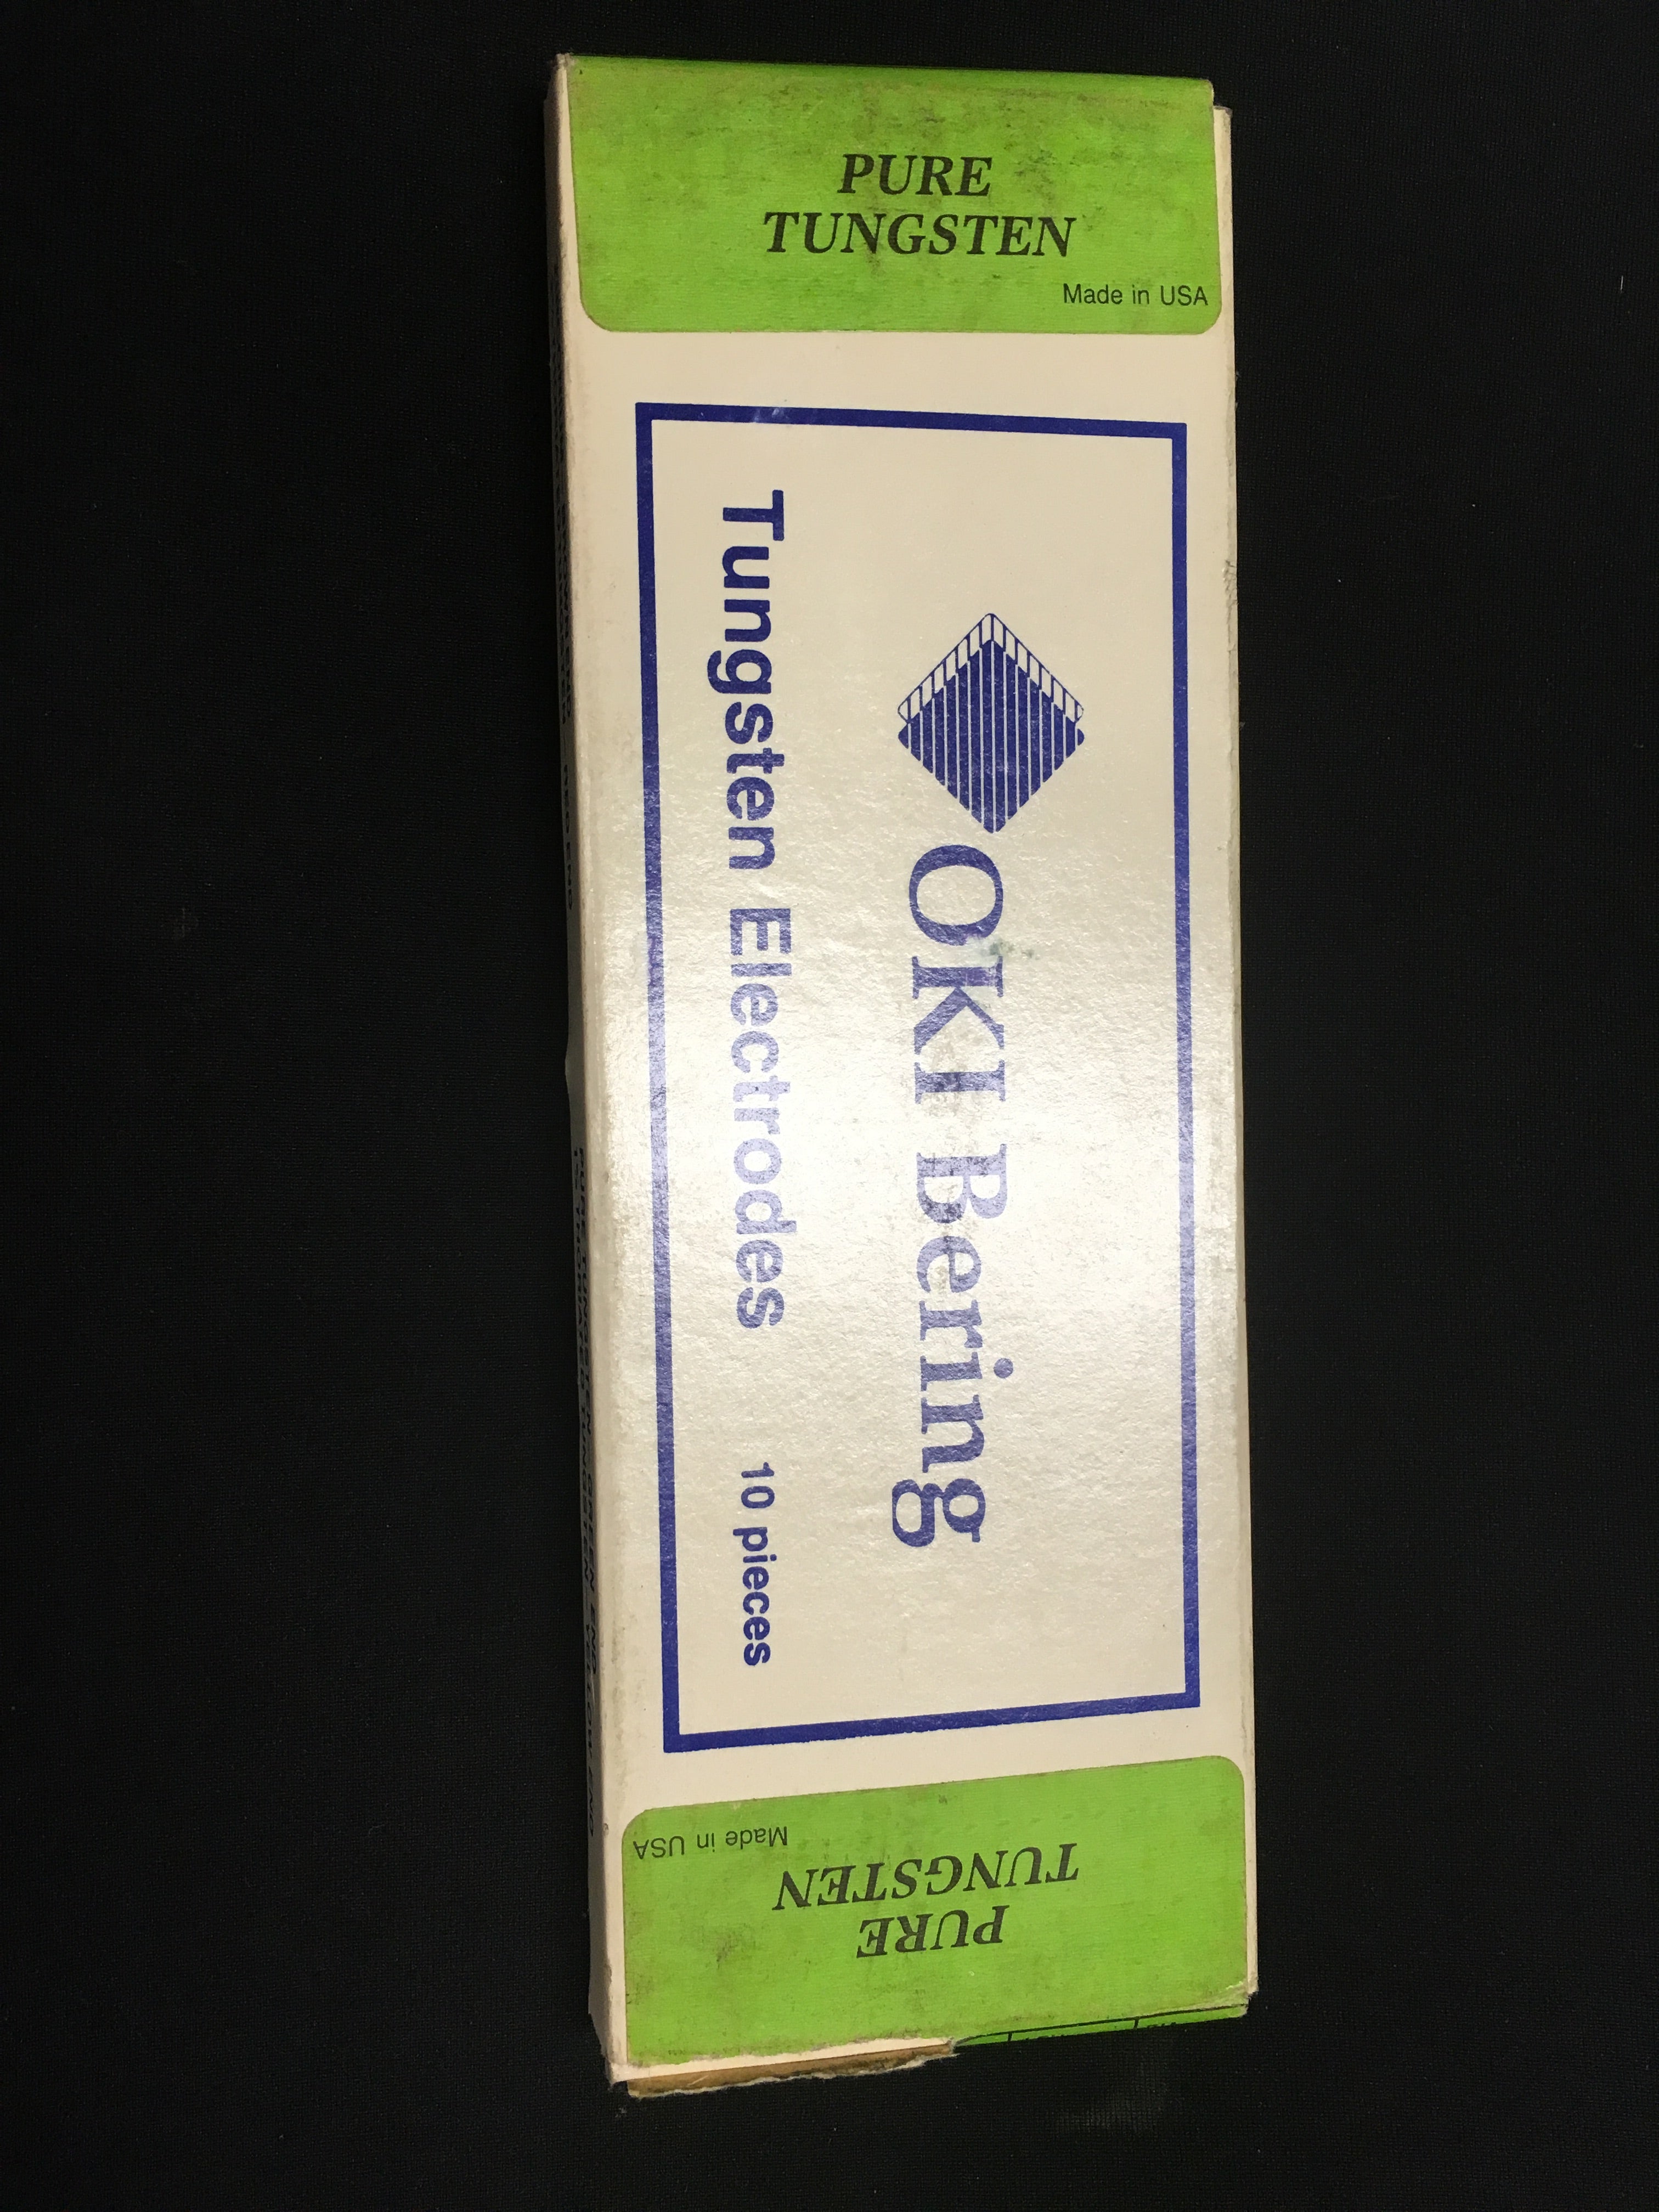 PURE
TUNGSTEN
Made in USA
OKI Bering
Tungsten Electrodes 10 pieces
PURE
TUNGSTEN
Made in USA